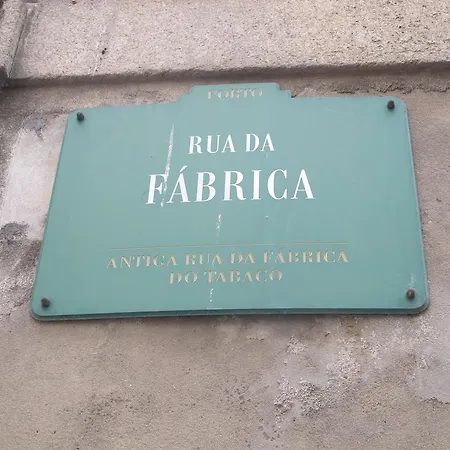 PORTO
RUA DA
FÁBRICA
ANTIGA RUA DA FÁBRICA
DO TABACO